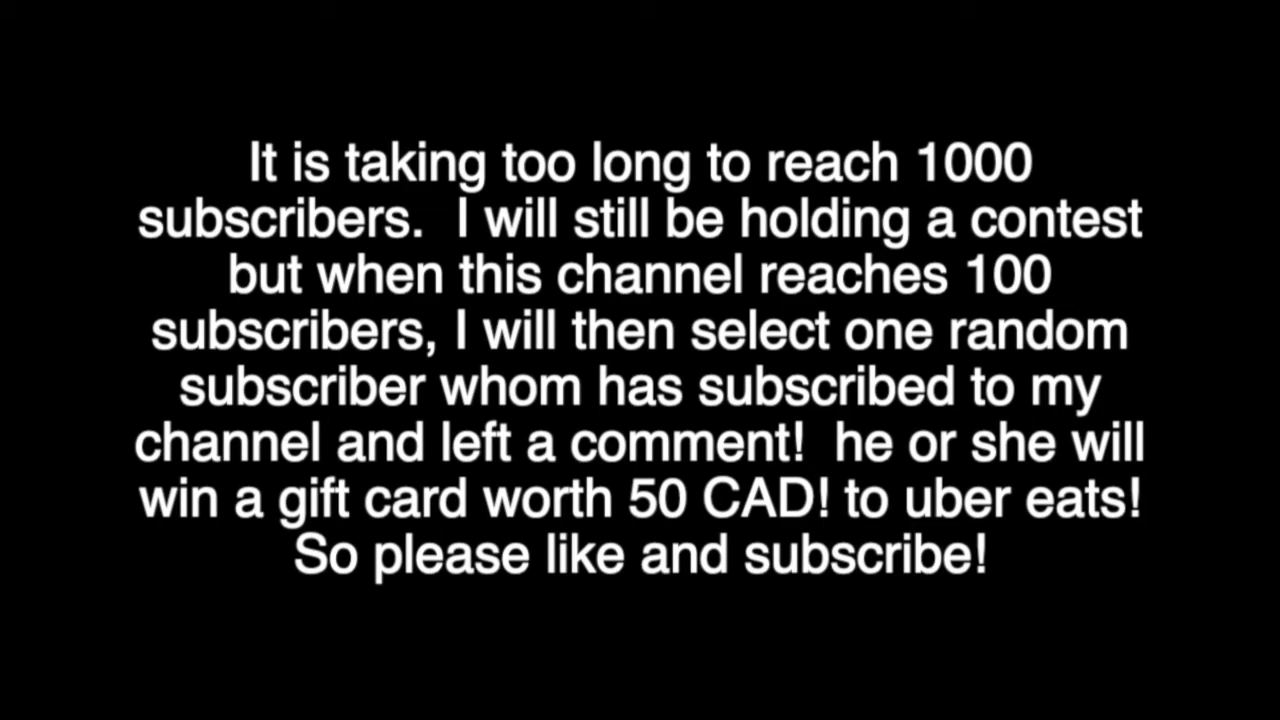 It is taking too long to reach 1000
subscribers.  I will still be holding a contest
but when this channel reaches 100
subscribers, I will then select one random
subscriber whom has subscribed to my
channel and left a comment!  he or she will
win a gift card worth 50 CAD! to uber eats!
So please like and subscribe!